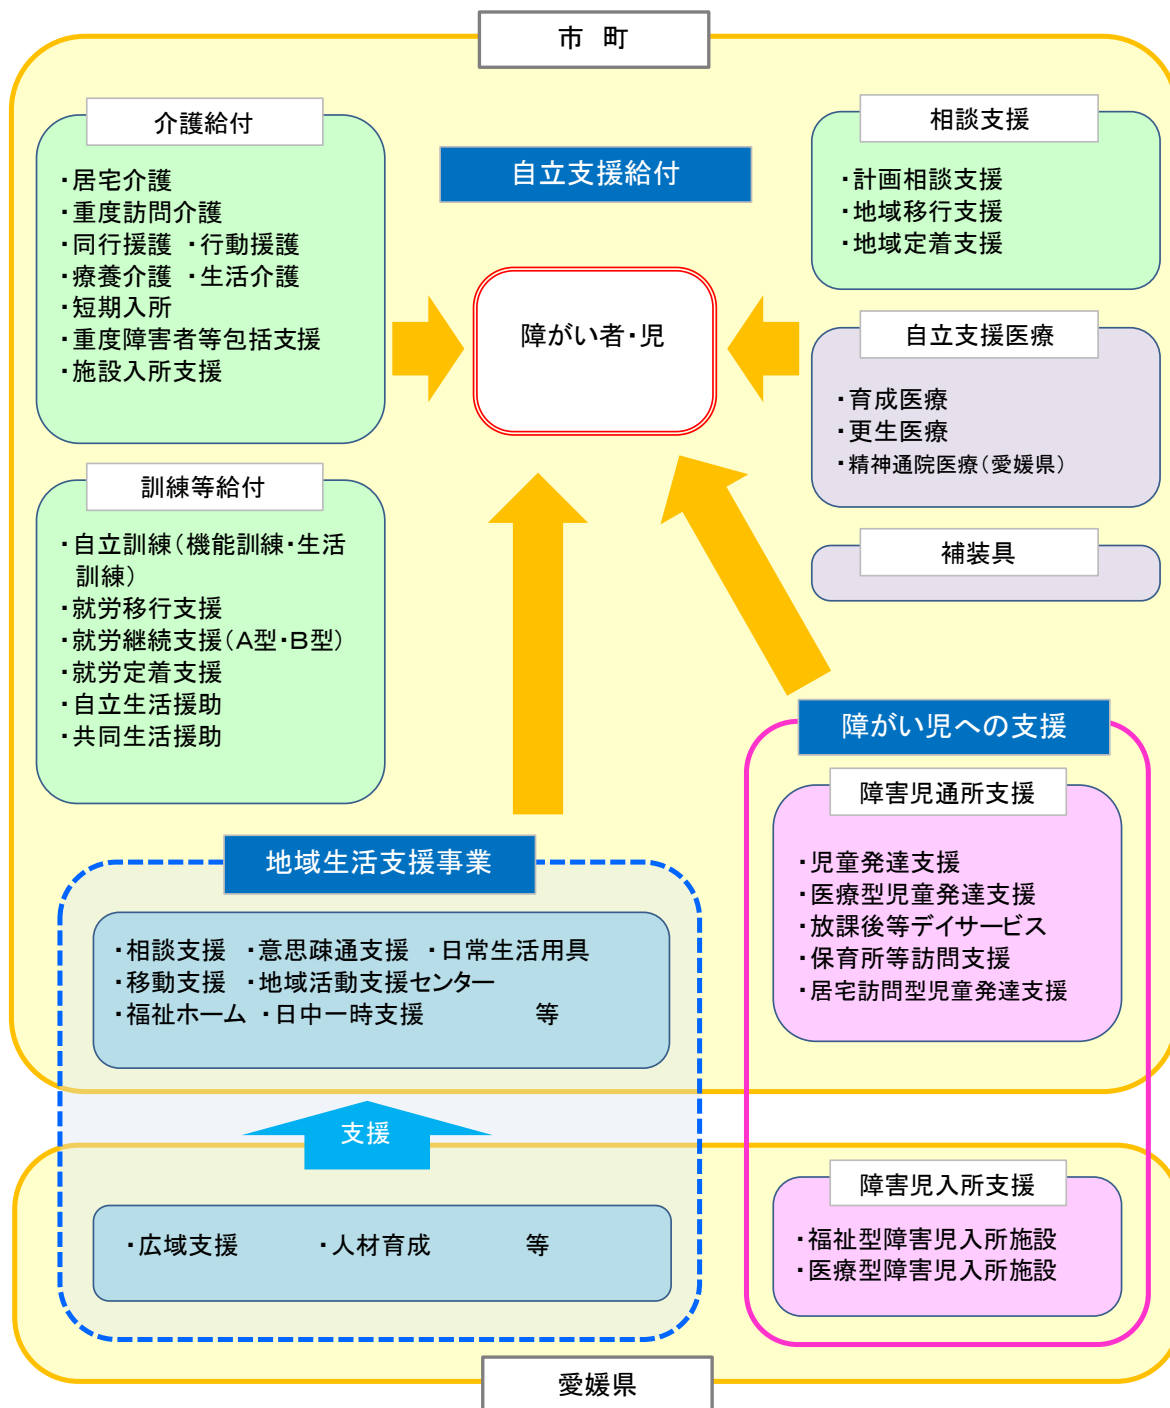 市 町
介護給付
・居宅介護
・重度訪問介護
・同行援護 ・行動援護
・療養介護 ・生活介護
・短期入所
・重度障害者等包括支援
・施設入所支援
自立支援給付
相談支援
・計画相談支援
・地域移行支援
・地域定着支援
障がい者・児
自立支援医療
・育成医療
・更生医療
・精神通院医療（愛媛県）
訓練等給付
・自立訓練（機能訓練・生活
訓練）
・就労移行支援
・就労継続支援（Ａ型・Ｂ型）
・就労定着支援
・自立生活援助
・共同生活援助
補装具
障がい児への支援
障害児通所支援
・児童発達支援
・医療型児童発達支援
・放課後等デイサービス
・保育所等訪問支援
・居宅訪問型児童発達支援
地域生活支援事業
・相談支援 ・意思疎通支援 ・日常生活用具
・移動支援 ・地域活動支援センター
・福祉ホーム ・日中一時支援 等
支援
・広域支援 ・人材育成 等
障害児入所支援
・福祉型障害児入所施設
・医療型障害児入所施設
愛媛県